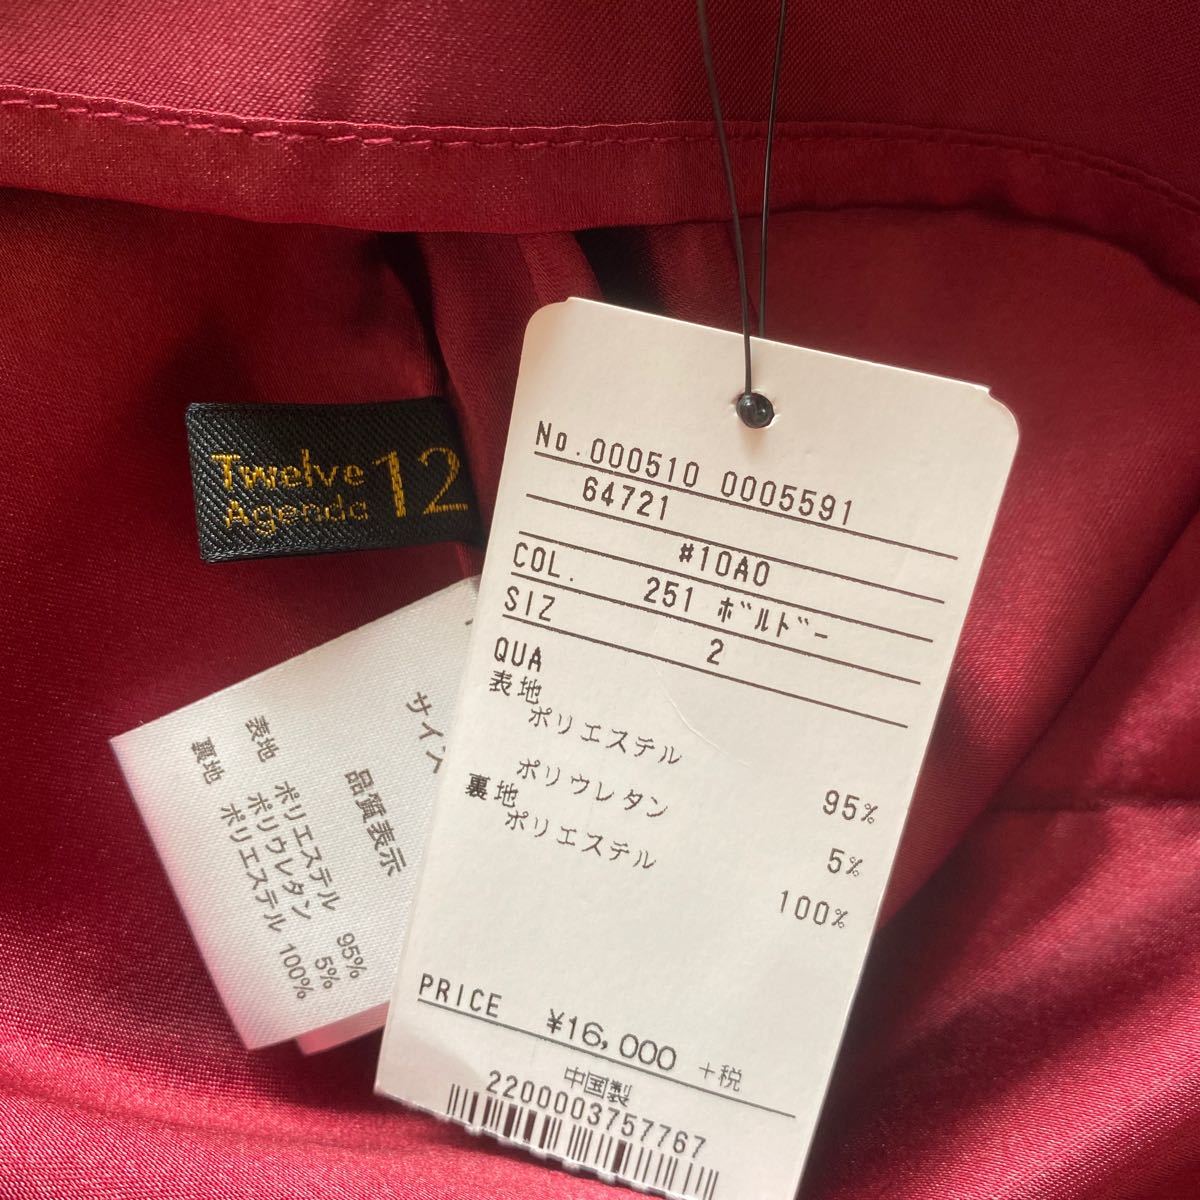 Twelve
Agenda 12
No.000510 0005591
64721
#10A0
COL. 251 ボルドー
SIZ 2
QUA
表地
ポリエステル 95%
ポリウレタン 5%
裏地
ポリエステル 100%
PRICE ¥16,000 +税
中国製
2200003757767
サイズ
品質表示
表地 ポリエステル 95%
ポリウレタン 5%
裏地 ポリエステル 100%